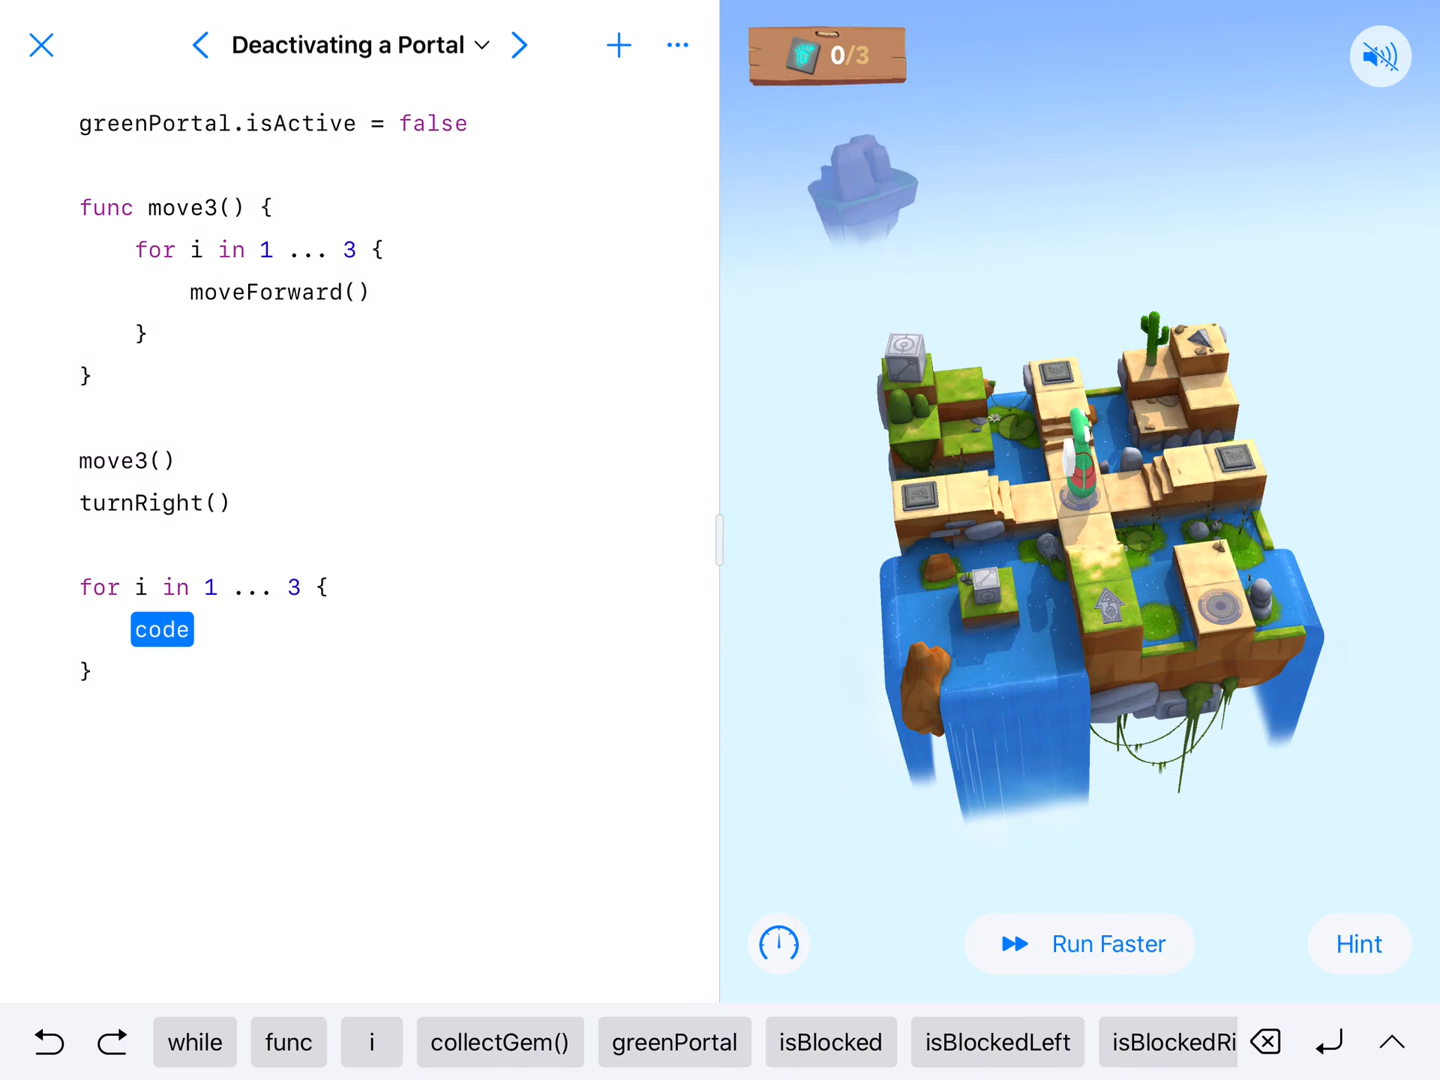 Deactivating a Portal
0/3
greenPortal.isActive = false
func move3() {
for i in 1 ... 3 {
moveForward()
}
}
move3()
turnRight()
for i in 1 ... 3 {
code
}
Run Faster
Hint
while
func
i
collectGem()
greenPortal
isBlocked
isBlockedLeft
isBlockedRi